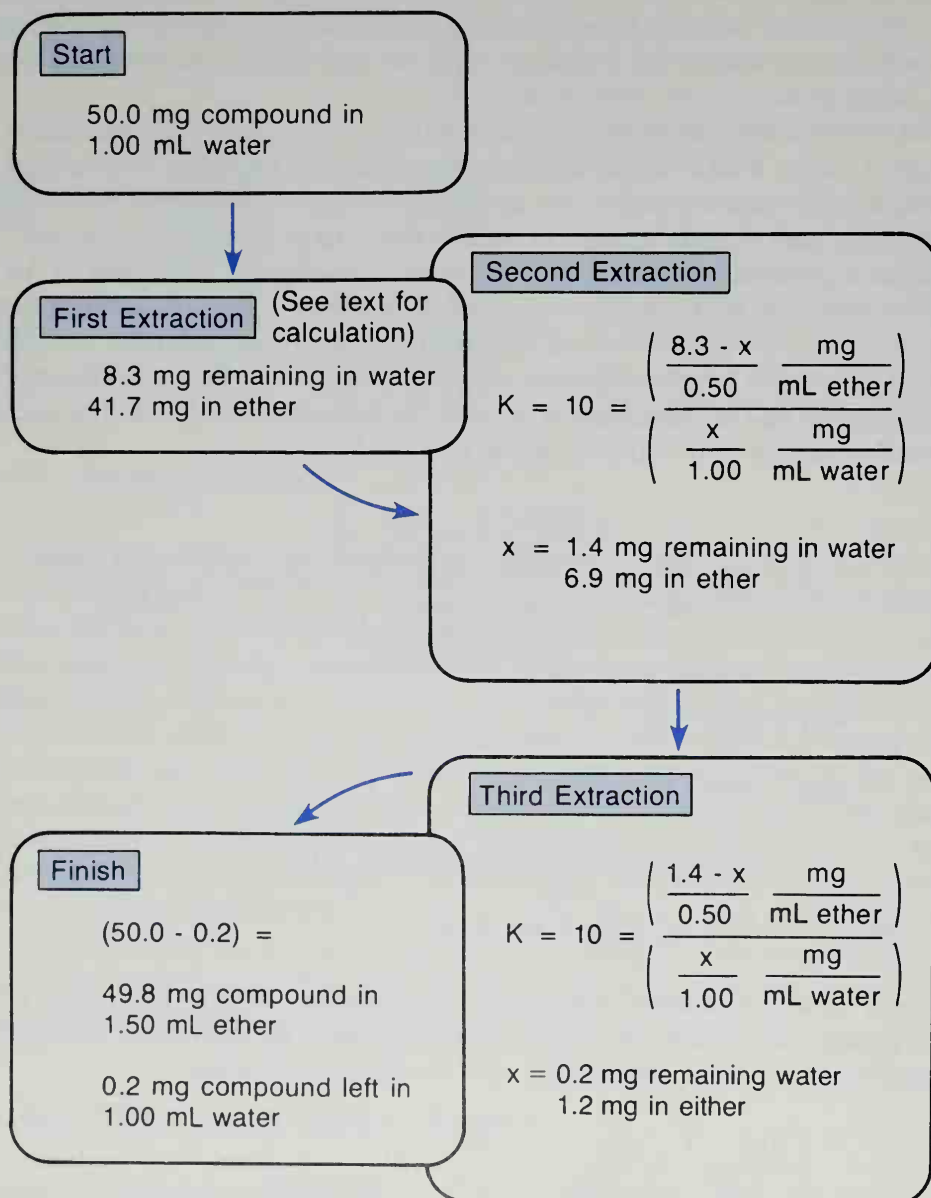 Start
50.0 mg compound in
1.00 mL water
First Extraction (See text for
calculation)
8.3 mg remaining in water
41.7 mg in ether
Second Extraction
K = 10 = ( (8.3 - x)/0.50 mg/mL ether ) / ( x/1.00 mg/mL water )
x = 1.4 mg remaining in water
6.9 mg in ether
Third Extraction
K = 10 = ( (1.4 - x)/0.50 mg/mL ether ) / ( x/1.00 mg/mL water )
x = 0.2 mg remaining water
1.2 mg in either
Finish
(50.0 - 0.2) =
49.8 mg compound in
1.50 mL ether
0.2 mg compound left in
1.00 mL water